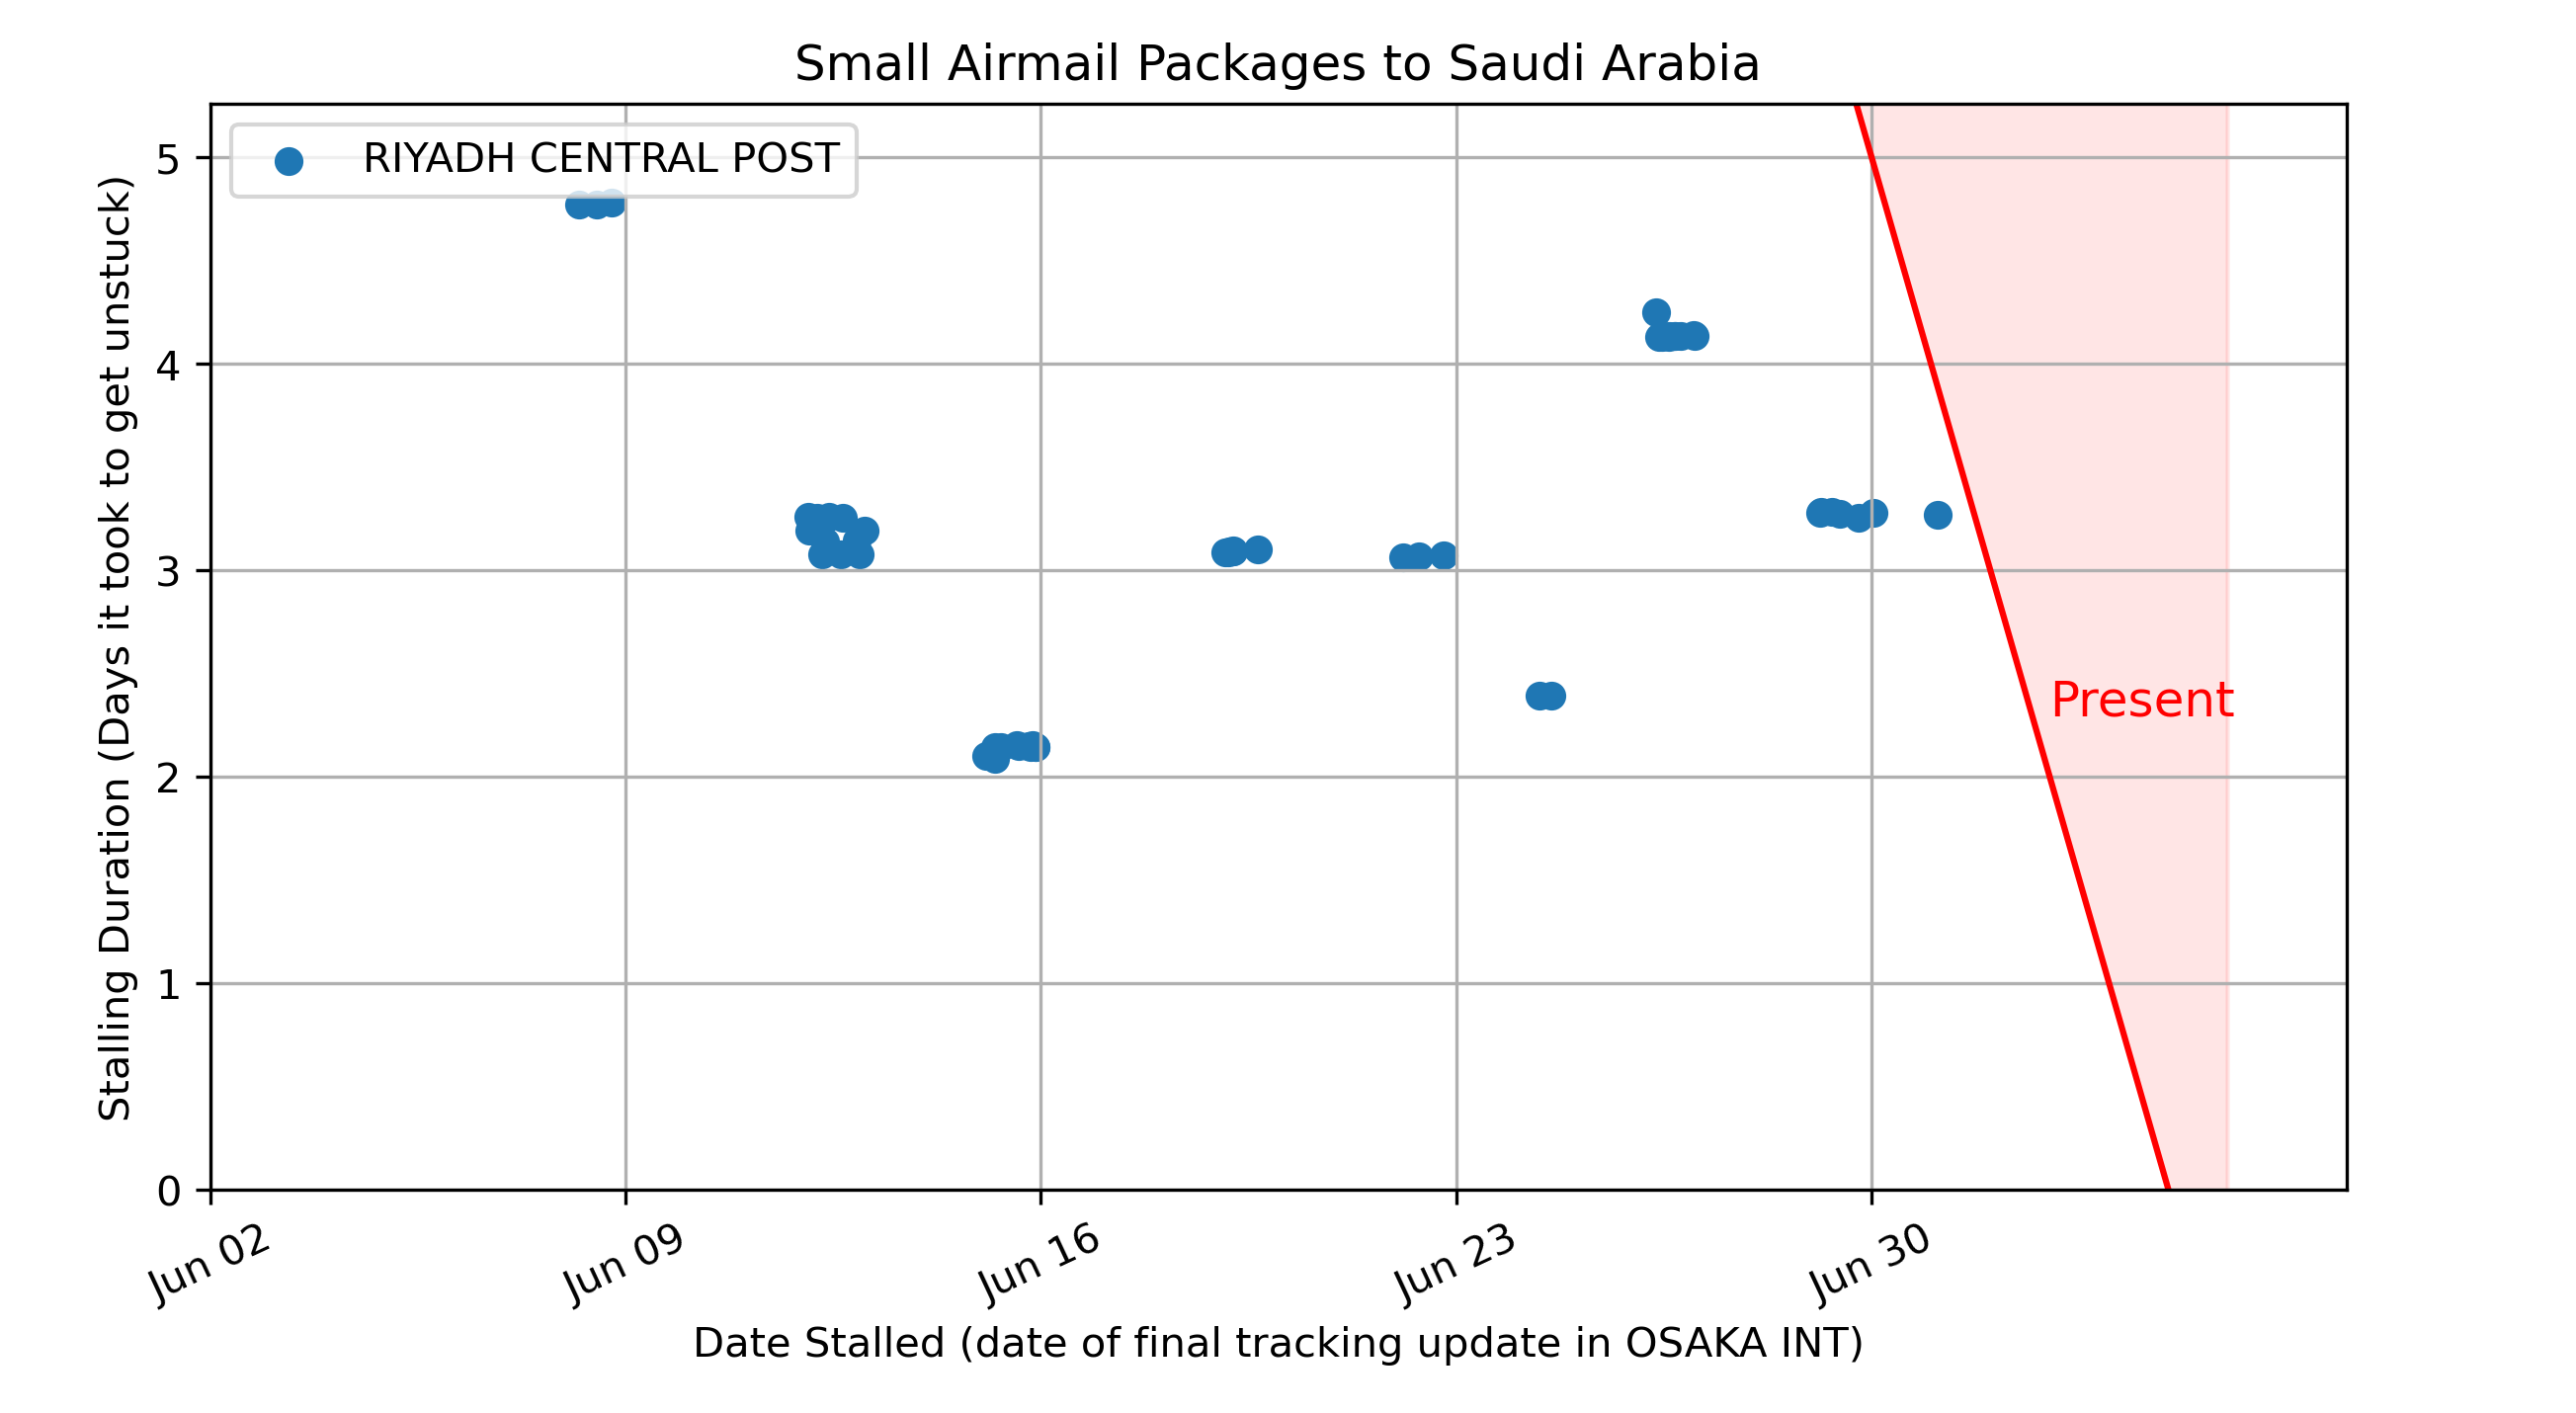 Small Airmail Packages to Saudi Arabia
RIYADH CENTRAL POST
Stalling Duration (Days it took to get unstuck)
5
4
3
2
1
0
Present
Jun 02
Jun 09
Jun 16
Jun 23
Jun 30
Date Stalled (date of final tracking update in OSAKA INT)